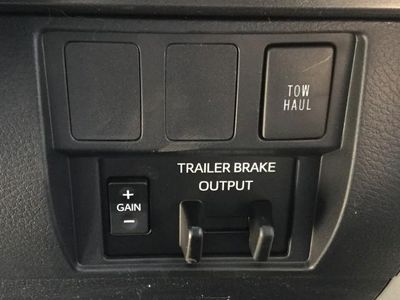 TOW
HAUL
TRAILER BRAKE
OUTPUT
+
GAIN
-